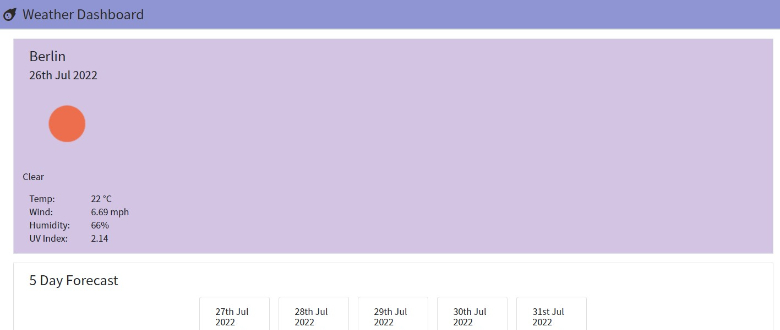 Weather Dashboard
Berlin
26th Jul 2022
Clear
Temp: 22 °C
Wind: 6.69 mph
Humidity: 66%
UV Index: 2.14
5 Day Forecast
27th Jul 2022
28th Jul 2022
29th Jul 2022
30th Jul 2022
31st Jul 2022